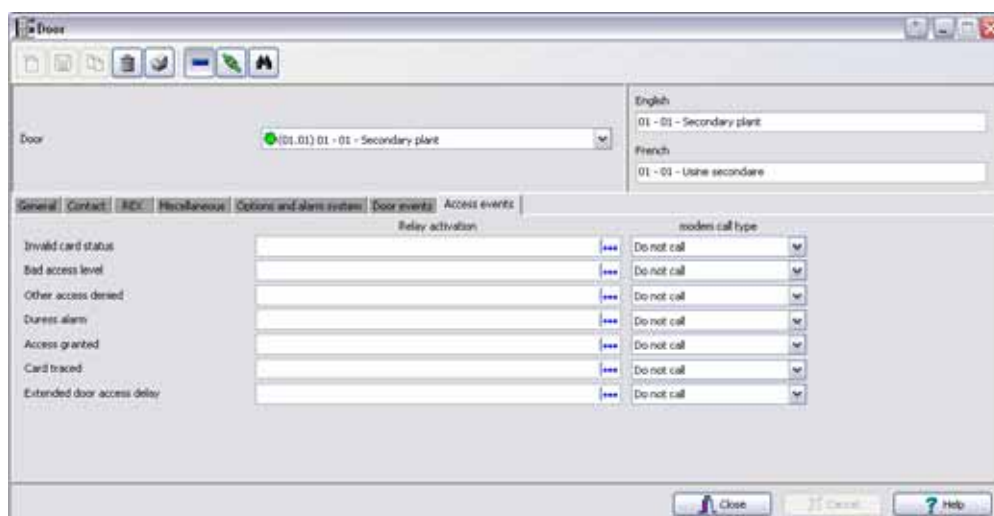 Door
Door
(01.01) 01 - 01 - Secondary plant
English
01 - 01 - Secondary plant
French
01 - 01 - Usine secondaire
General Contact REX Miscellaneous Options and alarm system Door events Access events
Relay activation modem call type
Invalid card status Do not call
Bad access level Do not call
Other access denied Do not call
Duress alarm Do not call
Access granted Do not call
Card traced Do not call
Extended door access delay Do not call
Close Cancel Help